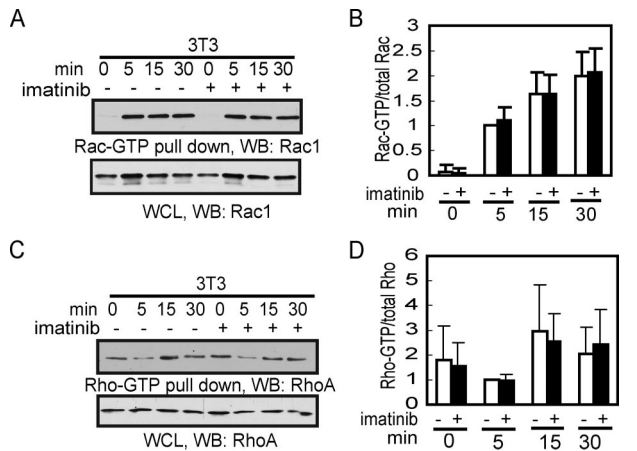 A
3T3
min 0 5 15 30 0 5 15 30
imatinib - - - - + + + +
Rac-GTP pull down, WB: Rac1
WCL, WB: Rac1
B
Rac-GTP/total Rac
3
2.5
2
1.5
1
0.5
0
imatinib - + - + - + - +
min 0 5 15 30
C
3T3
min 0 5 15 30 0 5 15 30
imatinib - - - - + + + +
Rho-GTP pull down, WB: RhoA
WCL, WB: RhoA
D
Rho-GTP/total Rho
6
5
4
3
2
1
0
imatinib - + - + - + - +
min 0 5 15 30